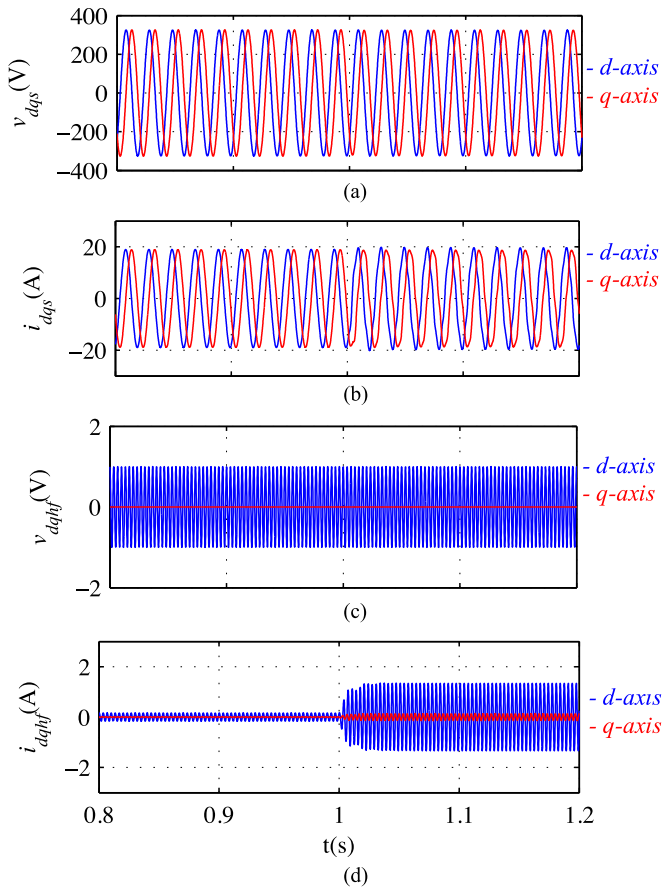 400
200
0
−200
−400
v_dqs(V)
- d-axis
- q-axis
(a)
20
0
−20
i_dqs(A)
- d-axis
- q-axis
(b)
2
0
−2
v_dqhf(V)
- d-axis
- q-axis
(c)
2
0
−2
i_dqhf(A)
- d-axis
- q-axis
0.8
0.9
1
1.1
1.2
t(s)
(d)